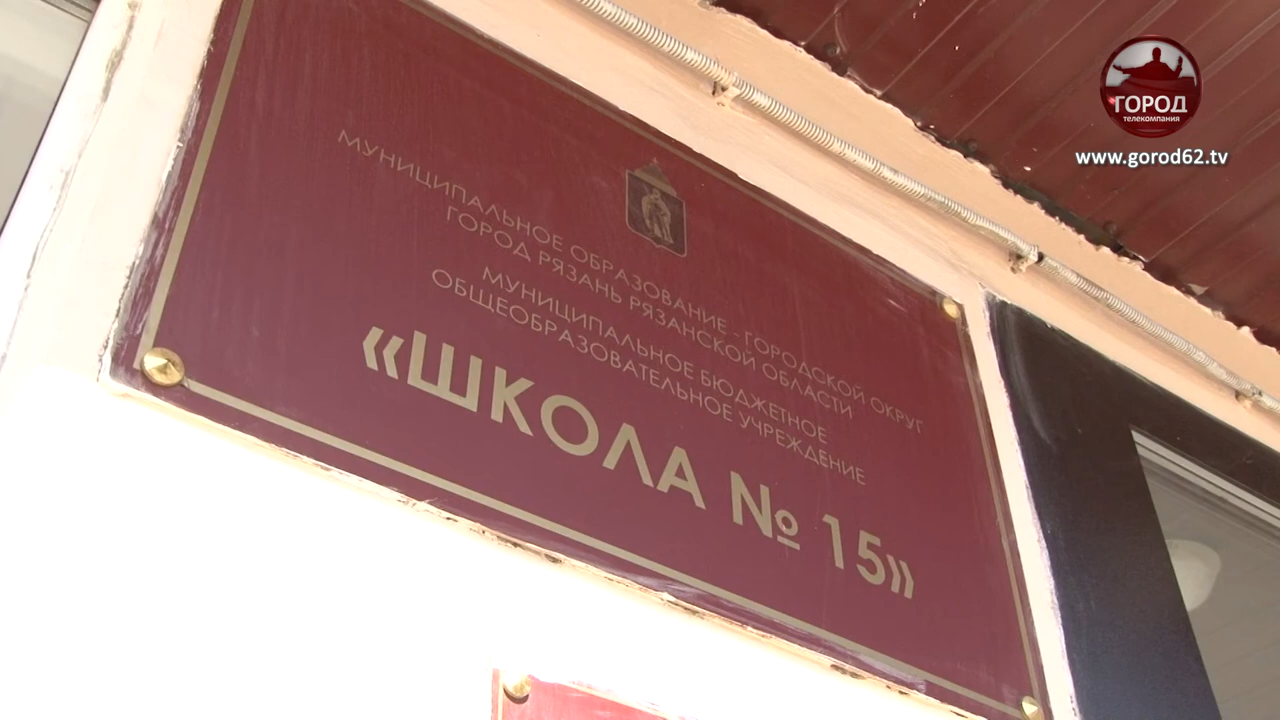 МУНИЦИПАЛЬНОЕ ОБРАЗОВАНИЕ - ГОРОДСКОЙ ОКРУГ
ГОРОД РЯЗАНЬ РЯЗАНСКОЙ ОБЛАСТИ
МУНИЦИПАЛЬНОЕ БЮДЖЕТНОЕ
ОБЩЕОБРАЗОВАТЕЛЬНОЕ УЧРЕЖДЕНИЕ
«ШКОЛА № 15»
ГОРОД
ТЕЛЕКОМПАНИЯ
www.gorod62.tv